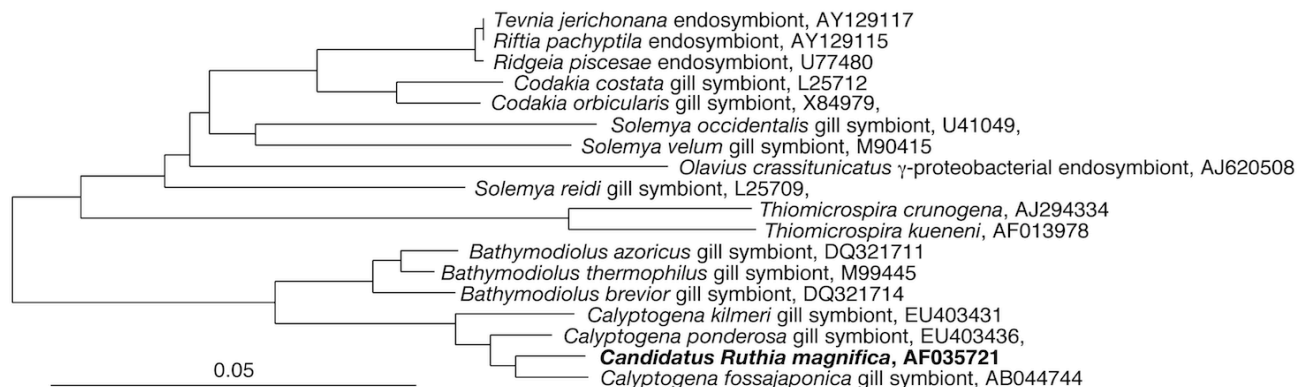 Tevnia jerichonana endosymbiont, AY129117
Riftia pachyptila endosymbiont, AY129115
Ridgeia piscesae endosymbiont, U77480
Codakia costata gill symbiont, L25712
Codakia orbicularis gill symbiont, X84979,
Solemya occidentalis gill symbiont, U41049,
Solemya velum gill symbiont, M90415
Olavius crassitunicatus γ-proteobacterial endosymbiont, AJ620508
Solemya reidi gill symbiont, L25709,
Thiomicrospira crunogena, AJ294334
Thiomicrospira kueneni, AF013978
Bathymodiolus azoricus gill symbiont, DQ321711
Bathymodiolus thermophilus gill symbiont, M99445
Bathymodiolus brevior gill symbiont, DQ321714
Calyptogena kilmeri gill symbiont, EU403431
Calyptogena ponderosa gill symbiont, EU403436,
Candidatus Ruthia magnifica, AF035721
Calyptogena fossajaponica gill symbiont, AB044744
0.05